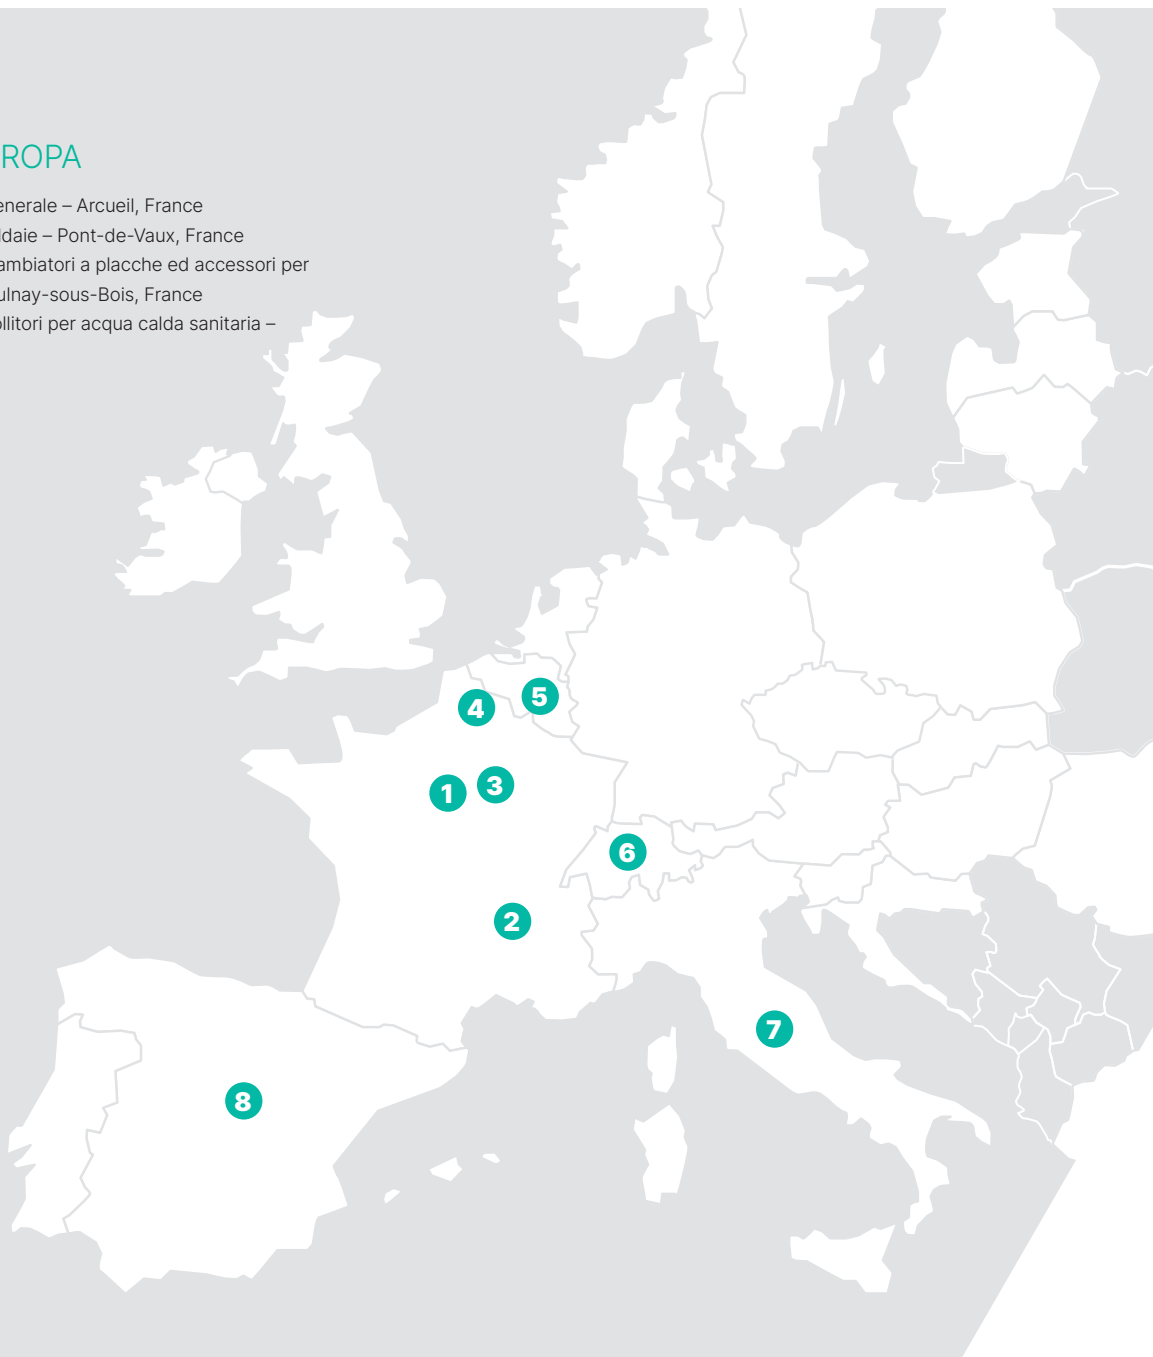 ROPA
enerale – Arcueil, France
ldaie – Pont-de-Vaux, France
ambiatori a placche ed accessori per
ulnay-sous-Bois, France
ollitori per acqua calda sanitaria –
5
4
3
1
6
2
7
8